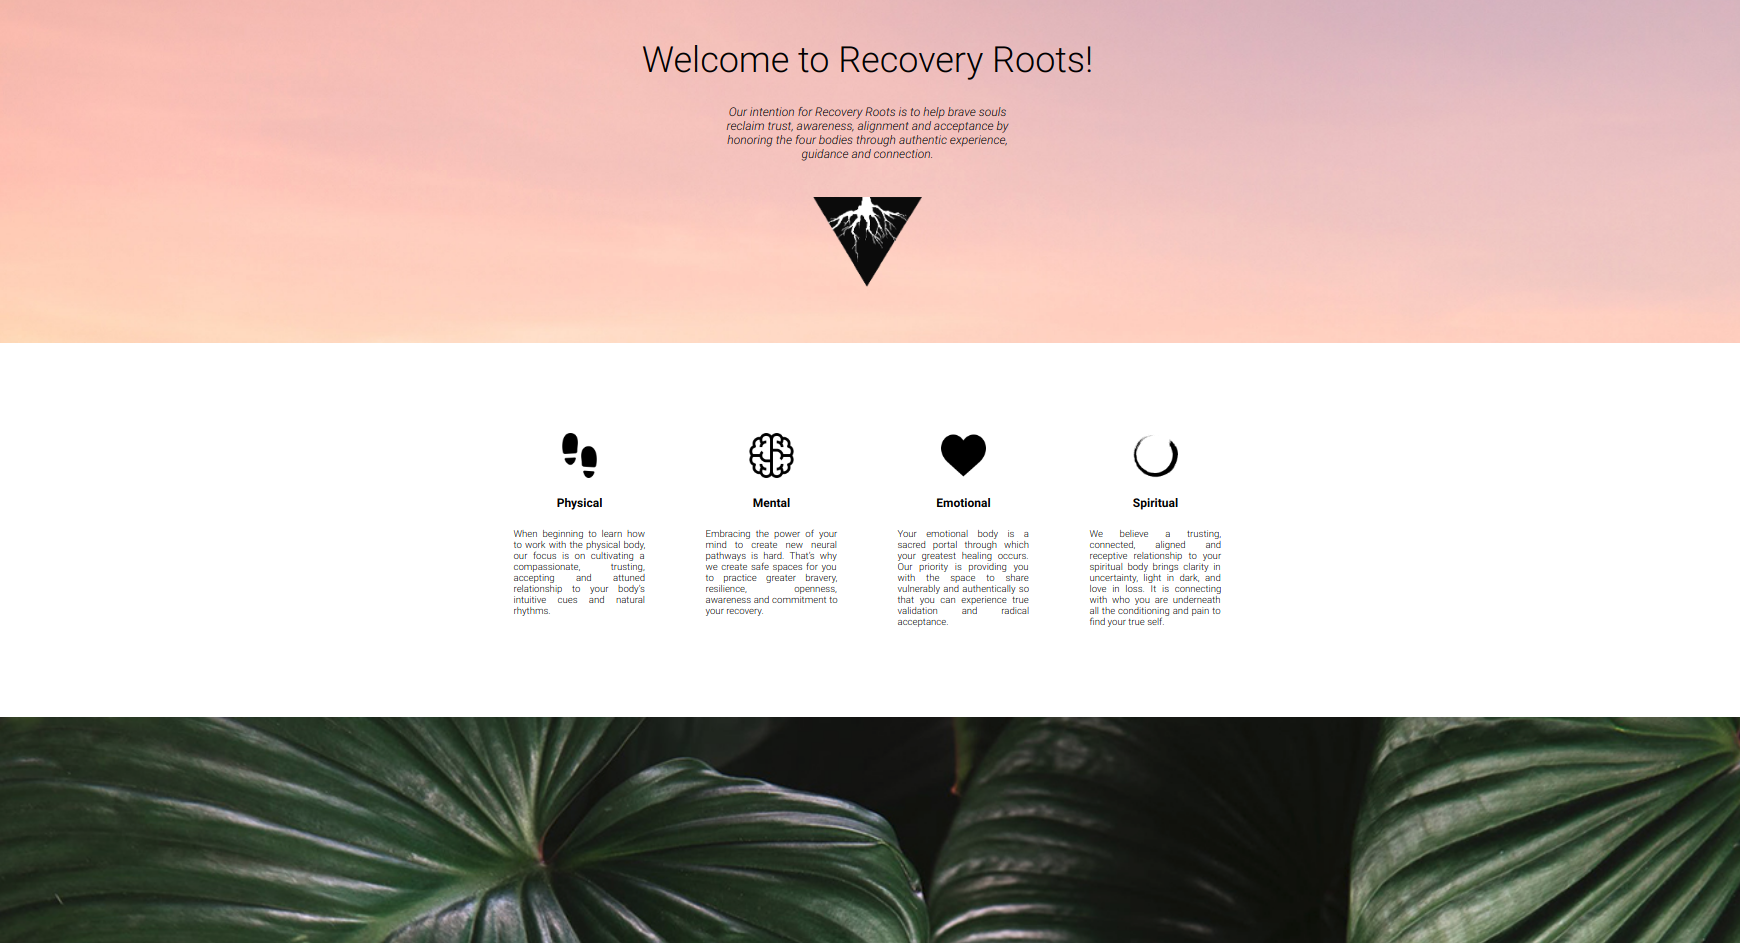 Welcome to Recovery Roots!
Our intention for Recovery Roots is to help brave souls
reclaim trust, awareness, alignment and acceptance by
honoring the four bodies through authentic experience,
guidance and connection.
Physical
When beginning to learn how
to work with the physical body,
our focus is on cultivating a
compassionate, trusting,
accepting and attuned
relationship to your body's
intuitive cues and natural
rhythms.
Mental
Embracing the power of your
mind to create new neural
pathways is hard. That's why
we create safe spaces for you
to practice greater bravery,
resilience, openness,
awareness and commitment to
your recovery.
Emotional
Your emotional body is a
sacred portal through which
your greatest healing occurs.
Our priority is providing you
with the space to share
vulnerably and authentically so
that you can experience true
validation and radical
acceptance.
Spiritual
We believe a trusting,
connected, aligned and
receptive relationship to your
spiritual body brings clarity in
uncertainty, light in dark, and
love in loss. It is connecting
with who you are underneath
all the conditioning and pain to
find your true self.